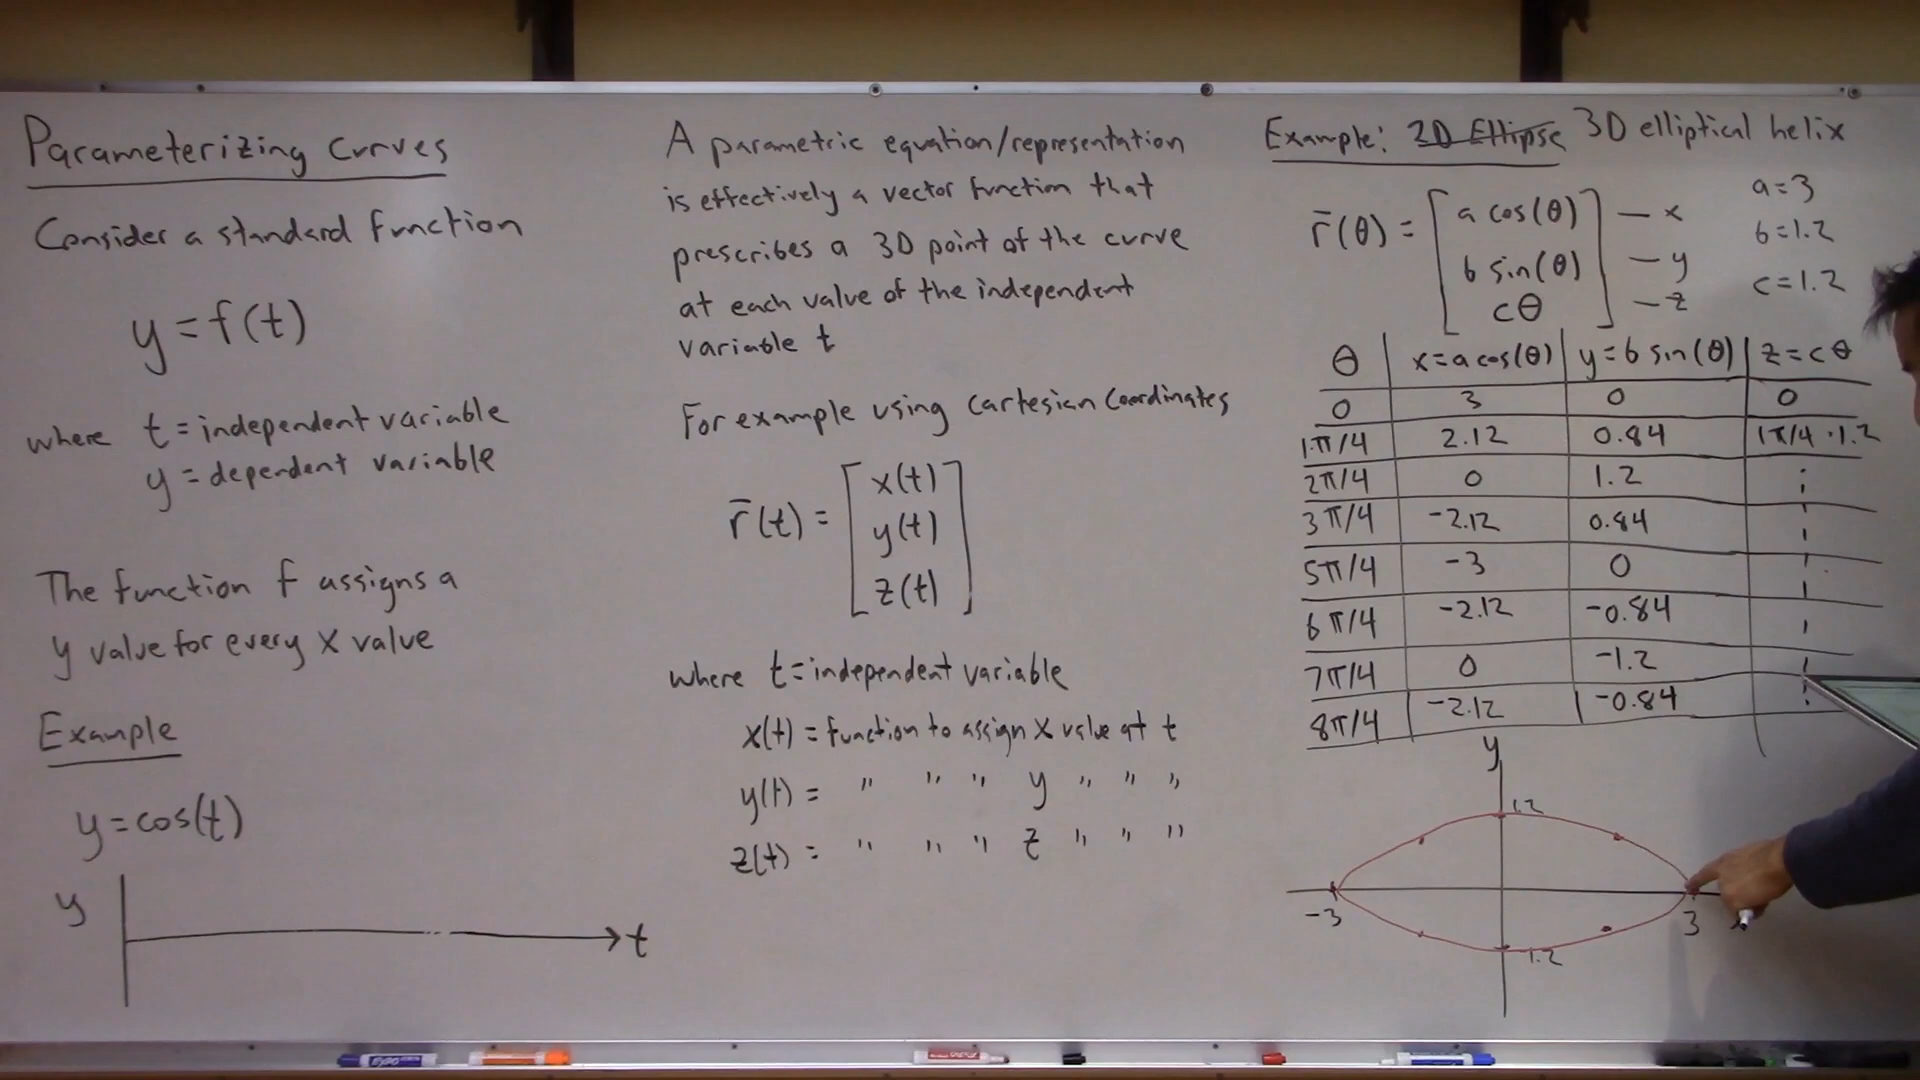 Parameterizing curves
Consider a standard function
y = f(t)
where t = independent variable
y = dependent variable
The function f assigns a
y value for every x value
Example
y = cos(t)
y
t
A parametric equation/representation
is effectively a vector function that
prescribes a 3D point of the curve
at each value of the independent
variable t
For example using Cartesian Coordinates
r̄(t) = [ x(t)
y(t)
z(t) ]
where t = independent variable
x(t) = function to assign x value at t
y(t) = " " " y " " "
z(t) = " " " z " " "
Example: 2D Ellipse 3D elliptical helix
r̄(θ) = [ a cos(θ) — x
b sin(θ) — y
cθ ] — z
a = 3
b = 1.2
c = 1.2
θ | x = a cos(θ) | y = b sin(θ) | z = cθ
0 | 3 | 0 | 0
1π/4 | 2.12 | 0.84 | 1π/4 · 1.2
2π/4 | 0 | 1.2
3π/4 | -2.12 | 0.84
5π/4 | -3 | 0
6π/4 | -2.12 | -0.84
7π/4 | 0 | -1.2
8π/4 | -2.12 | -0.84
y
1.2
-3
3
-1.2
EXPO